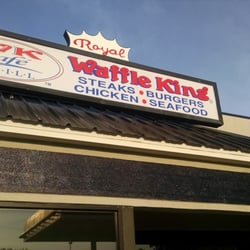 Royal
Waffle King
STEAKS • BURGERS
CHICKEN • SEAFOOD